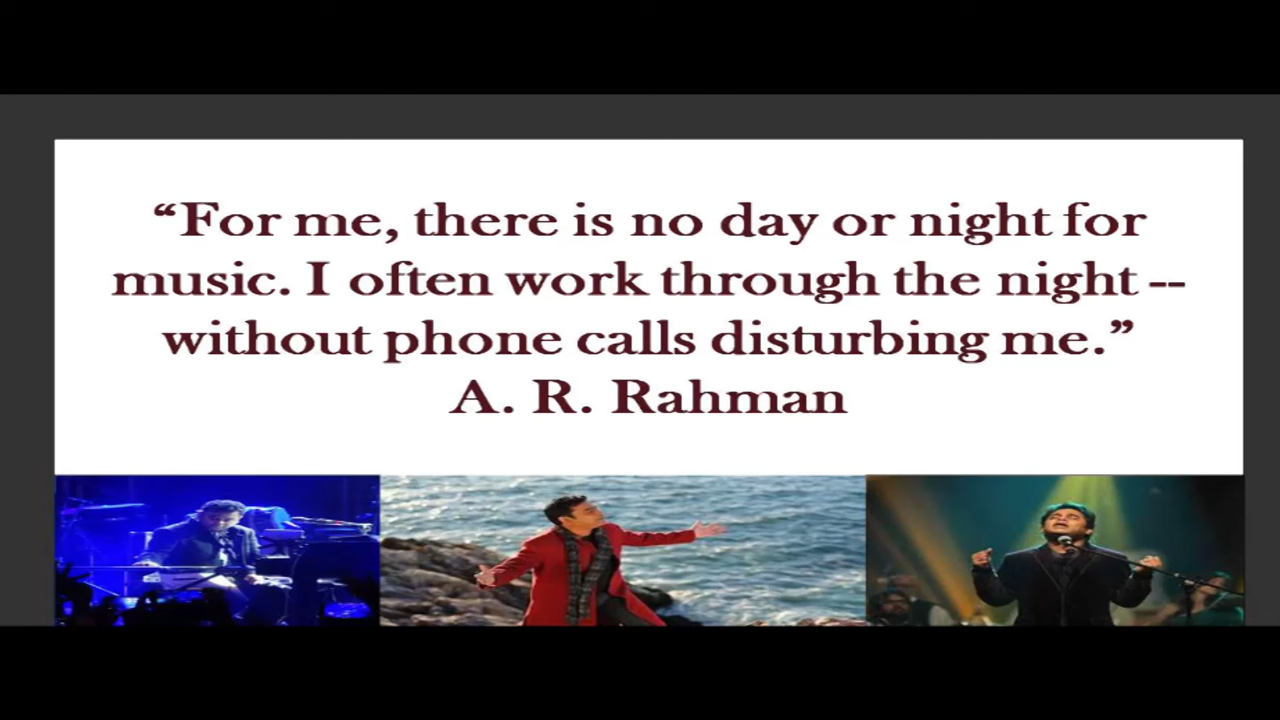 “For me, there is no day or night for
music. I often work through the night --
without phone calls disturbing me.”
A. R. Rahman